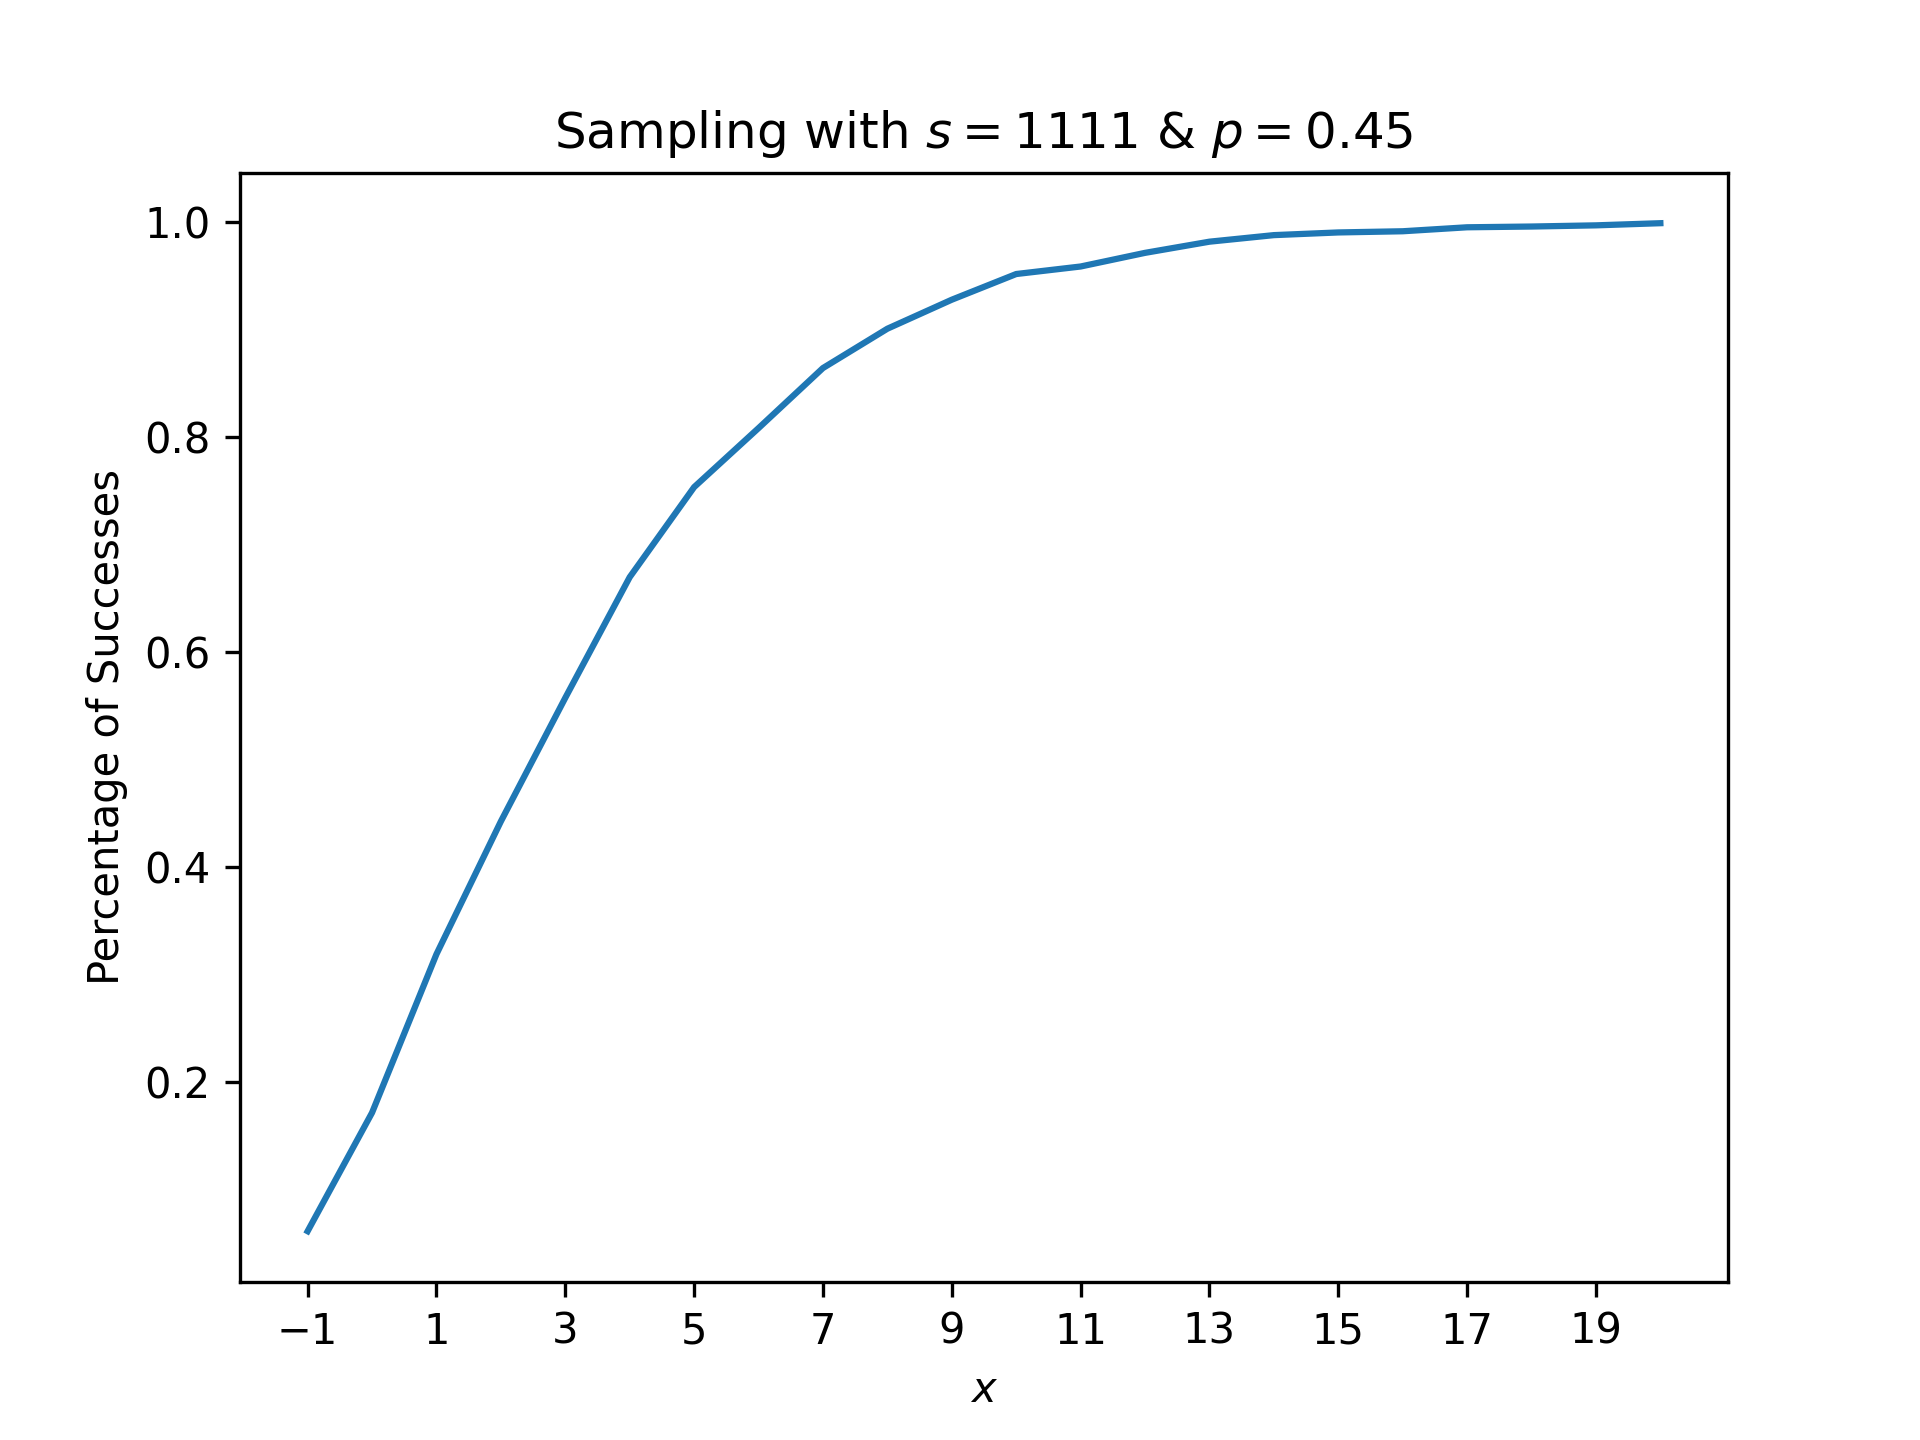 Sampling with s = 1111 & p = 0.45
1.0
0.8
0.6
0.4
0.2
Percentage of Successes
−1 1 3 5 7 9 11 13 15 17 19
x